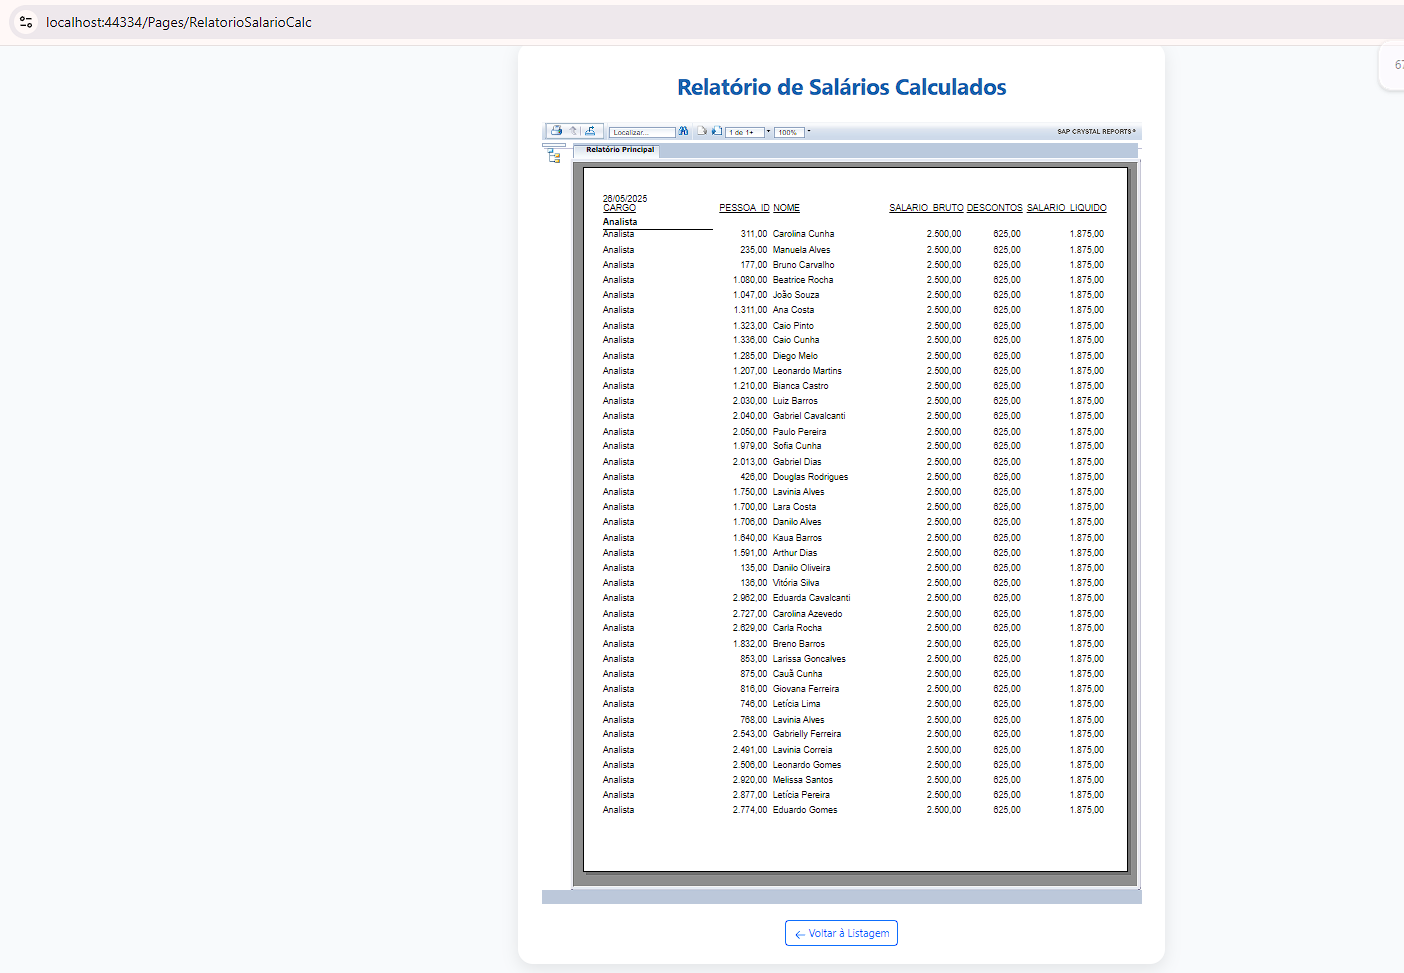 localhost:44334/Pages/RelatorioSalarioCalc
67
Relatório de Salários Calculados
Localizar... 1 de 1+ 100% SAP CRYSTAL REPORTS®
Relatório Principal
26/05/2025
CARGO PESSOA_ID NOME SALARIO_BRUTO DESCONTOS SALARIO_LIQUIDO
Analista
Analista 311,00 Carolina Cunha 2.500,00 625,00 1.875,00
Analista 235,00 Manuela Alves 2.500,00 625,00 1.875,00
Analista 177,00 Bruno Carvalho 2.500,00 625,00 1.875,00
Analista 1.080,00 Beatrice Rocha 2.500,00 625,00 1.875,00
Analista 1.047,00 João Souza 2.500,00 625,00 1.875,00
Analista 1.311,00 Ana Costa 2.500,00 625,00 1.875,00
Analista 1.323,00 Caio Pinto 2.500,00 625,00 1.875,00
Analista 1.336,00 Caio Cunha 2.500,00 625,00 1.875,00
Analista 1.285,00 Diego Melo 2.500,00 625,00 1.875,00
Analista 1.207,00 Leonardo Martins 2.500,00 625,00 1.875,00
Analista 1.210,00 Bianca Castro 2.500,00 625,00 1.875,00
Analista 2.030,00 Luiz Barros 2.500,00 625,00 1.875,00
Analista 2.040,00 Gabriel Cavalcanti 2.500,00 625,00 1.875,00
Analista 2.050,00 Paulo Pereira 2.500,00 625,00 1.875,00
Analista 1.979,00 Sofia Cunha 2.500,00 625,00 1.875,00
Analista 2.013,00 Gabriel Dias 2.500,00 625,00 1.875,00
Analista 426,00 Douglas Rodrigues 2.500,00 625,00 1.875,00
Analista 1.750,00 Lavinia Alves 2.500,00 625,00 1.875,00
Analista 1.700,00 Lara Costa 2.500,00 625,00 1.875,00
Analista 1.706,00 Danilo Alves 2.500,00 625,00 1.875,00
Analista 1.640,00 Kaua Barros 2.500,00 625,00 1.875,00
Analista 1.591,00 Arthur Dias 2.500,00 625,00 1.875,00
Analista 135,00 Danilo Oliveira 2.500,00 625,00 1.875,00
Analista 136,00 Vitória Silva 2.500,00 625,00 1.875,00
Analista 2.962,00 Eduarda Cavalcanti 2.500,00 625,00 1.875,00
Analista 2.727,00 Carolina Azevedo 2.500,00 625,00 1.875,00
Analista 2.629,00 Carla Rocha 2.500,00 625,00 1.875,00
Analista 1.832,00 Breno Barros 2.500,00 625,00 1.875,00
Analista 853,00 Larissa Goncalves 2.500,00 625,00 1.875,00
Analista 875,00 Cauã Cunha 2.500,00 625,00 1.875,00
Analista 816,00 Giovana Ferreira 2.500,00 625,00 1.875,00
Analista 746,00 Letícia Lima 2.500,00 625,00 1.875,00
Analista 768,00 Lavinia Alves 2.500,00 625,00 1.875,00
Analista 2.543,00 Gabrielly Ferreira 2.500,00 625,00 1.875,00
Analista 2.491,00 Lavinia Correia 2.500,00 625,00 1.875,00
Analista 2.506,00 Leonardo Gomes 2.500,00 625,00 1.875,00
Analista 2.920,00 Melissa Santos 2.500,00 625,00 1.875,00
Analista 2.877,00 Letícia Pereira 2.500,00 625,00 1.875,00
Analista 2.774,00 Eduardo Gomes 2.500,00 625,00 1.875,00
← Voltar à Listagem